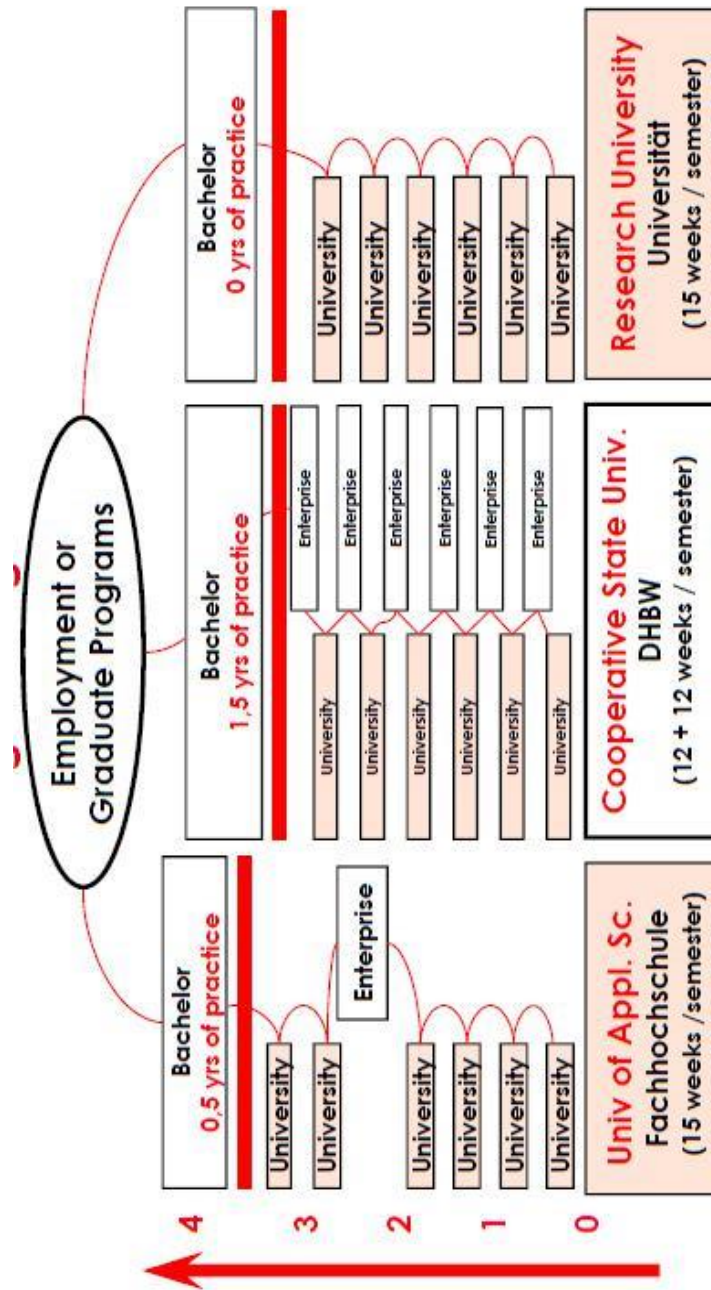 Employment or
Graduate Programs
4
3
2
1
0
Bachelor
0,5 yrs of practice
University
University
Enterprise
University
University
University
University
Univ of Appl. Sc.
Fachhochschule
(15 weeks /semester)
Bachelor
1,5 yrs of practice
Enterprise
University
Enterprise
University
Enterprise
University
Enterprise
University
Enterprise
University
Enterprise
University
Cooperative State Univ.
DHBW
(12 + 12 weeks / semester)
Bachelor
0 yrs of practice
University
University
University
University
University
University
Research University
Universität
(15 weeks / semester)